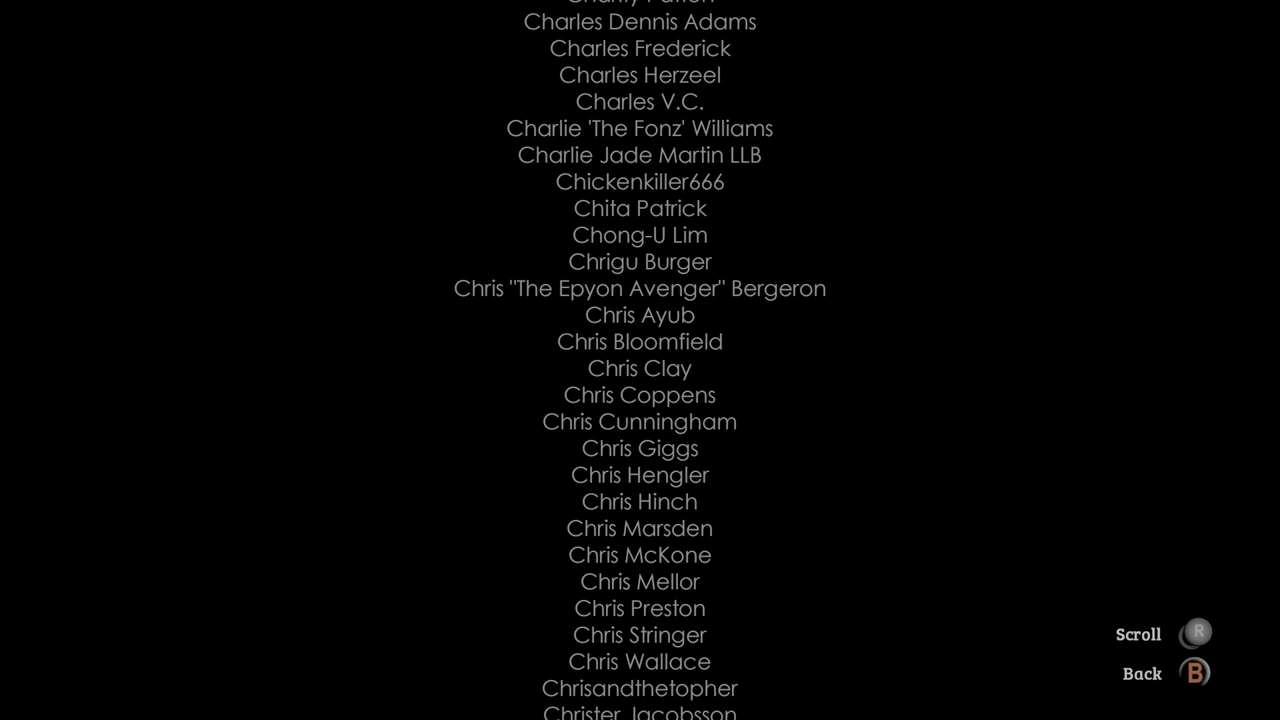 Charles Dennis Adams
Charles Frederick
Charles Herzeel
Charles V.C.
Charlie 'The Fonz' Williams
Charlie Jade Martin LLB
Chickenkiller666
Chita Patrick
Chong-U Lim
Chrigu Burger
Chris "The Epyon Avenger" Bergeron
Chris Ayub
Chris Bloomfield
Chris Clay
Chris Coppens
Chris Cunningham
Chris Giggs
Chris Hengler
Chris Hinch
Chris Marsden
Chris McKone
Chris Mellor
Chris Preston
Chris Stringer
Chris Wallace
Chrisandthetopher
Christer Jacobsson
Scroll R
Back B